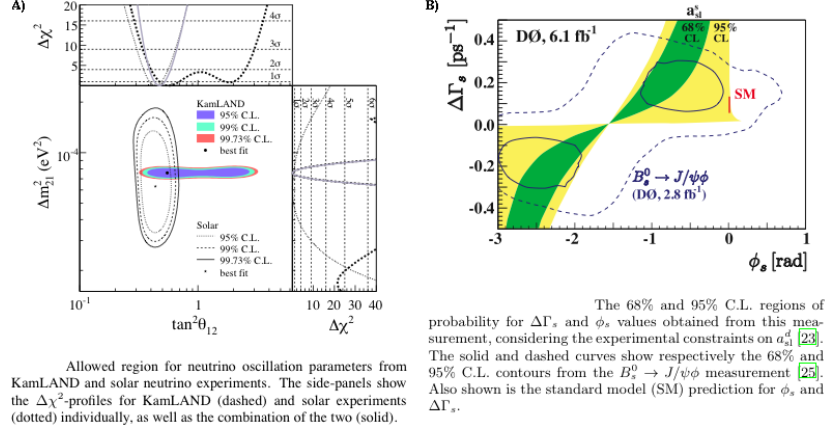 A)
Δχ²
20
15
10
5
4σ
3σ
2σ
1σ
KamLAND
95% C.L.
99% C.L.
99.73% C.L.
best fit
1σ 2σ 3σ 4σ 5σ 6σ
Δm²₂₁ (eV²)
10⁻⁴
Solar
95% C.L.
99% C.L.
99.73% C.L.
best fit
10⁻¹ 1 10 10 20 30 40
tan²θ₁₂
Δχ²
Allowed region for neutrino oscillation parameters from
KamLAND and solar neutrino experiments. The side-panels show
the Δχ²-profiles for KamLAND (dashed) and solar experiments
(dotted) individually, as well as the combination of the two (solid).
B)
aˢₛₗ
DØ, 6.1 fb⁻¹
68% 95%
CL CL
ΔΓₛ [ps⁻¹]
0.4
0.2
-0.0
-0.2
-0.4
SM
B⁰ₛ → J/ψφ
(DØ, 2.8 fb⁻¹)
-3 -2 -1 0 1
ϕₛ [rad]
The 68% and 95% C.L. regions of
probability for ΔΓₛ and ϕₛ values obtained from this mea-
surement, considering the experimental constraints on aᵈₛₗ [23].
The solid and dashed curves show respectively the 68% and
95% C.L. contours from the B⁰ₛ → J/ψϕ measurement [25].
Also shown is the standard model (SM) prediction for ϕₛ and
ΔΓₛ.